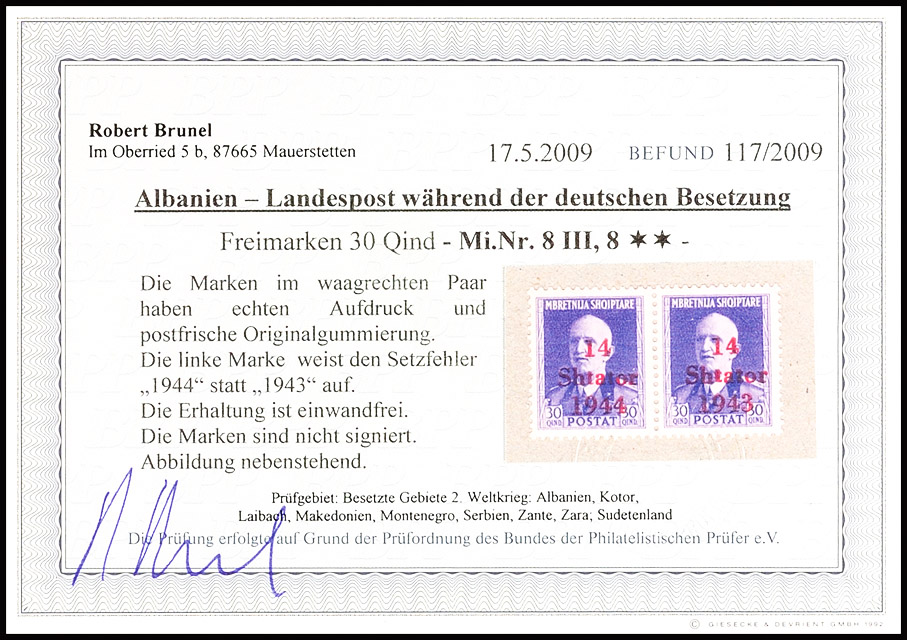 Robert Brunel
Im Oberried 5 b, 87665 Mauerstetten
17.5.2009 BEFUND 117/2009
Albanien – Landespost während der deutschen Besetzung
Freimarken 30 Qind - Mi.Nr. 8 III, 8 ✶✶ -
Die Marken im waagrechten Paar
haben echten Aufdruck und
postfrische Originalgummierung.
Die linke Marke weist den Setzfehler
„1944“ statt „1943“ auf.
Die Erhaltung ist einwandfrei.
Die Marken sind nicht signiert.
Abbildung nebenstehend.
MBRETNIJA SHQIPTARE
14
Shtator
1944
30 30
QIND. QIND.
POSTAT
MBRETNIJA SHQIPTARE
14
Shtator
1943
30 30
QIND. QIND.
POSTAT
Prüfgebiet: Besetzte Gebiete 2. Weltkrieg: Albanien, Kotor,
Laibach, Makedonien, Montenegro, Serbien, Zante, Zara; Sudetenland
Die Prüfung erfolgte auf Grund der Prüfordnung des Bundes der Philatelistischen Prüfer e.V.
© GIESECKE & DEVRIENT GMBH 1992